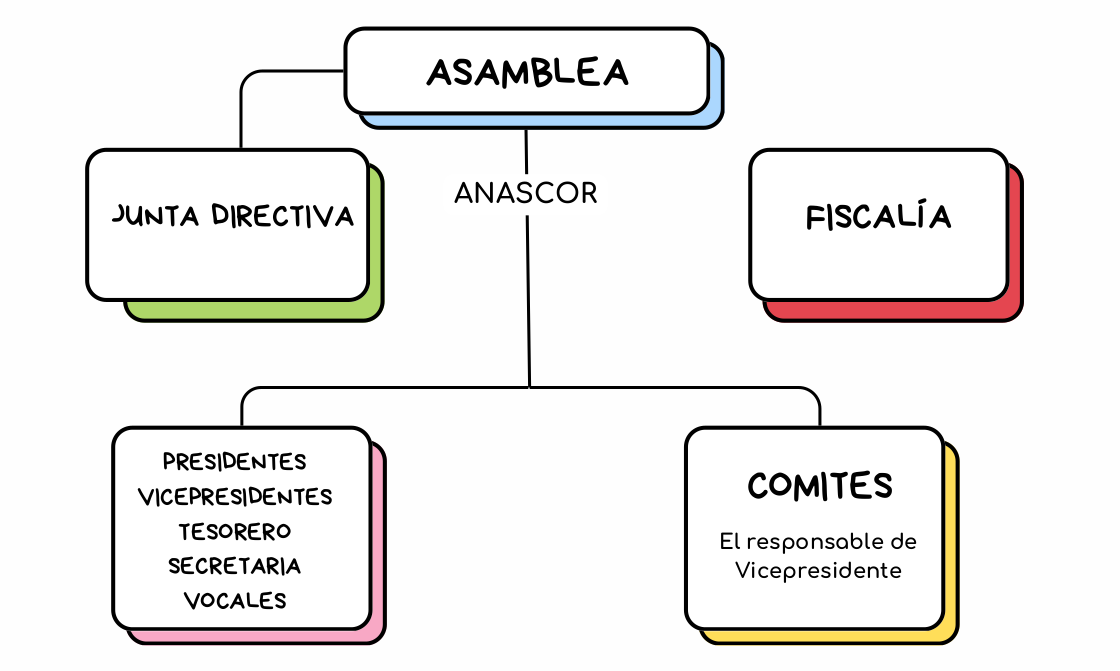 ASAMBLEA
ANASCOR
JUNTA DIRECTIVA
FISCALÍA
PRESIDENTES
VICEPRESIDENTES
TESORERO
SECRETARIA
VOCALES
COMITES
El responsable de
Vicepresidente